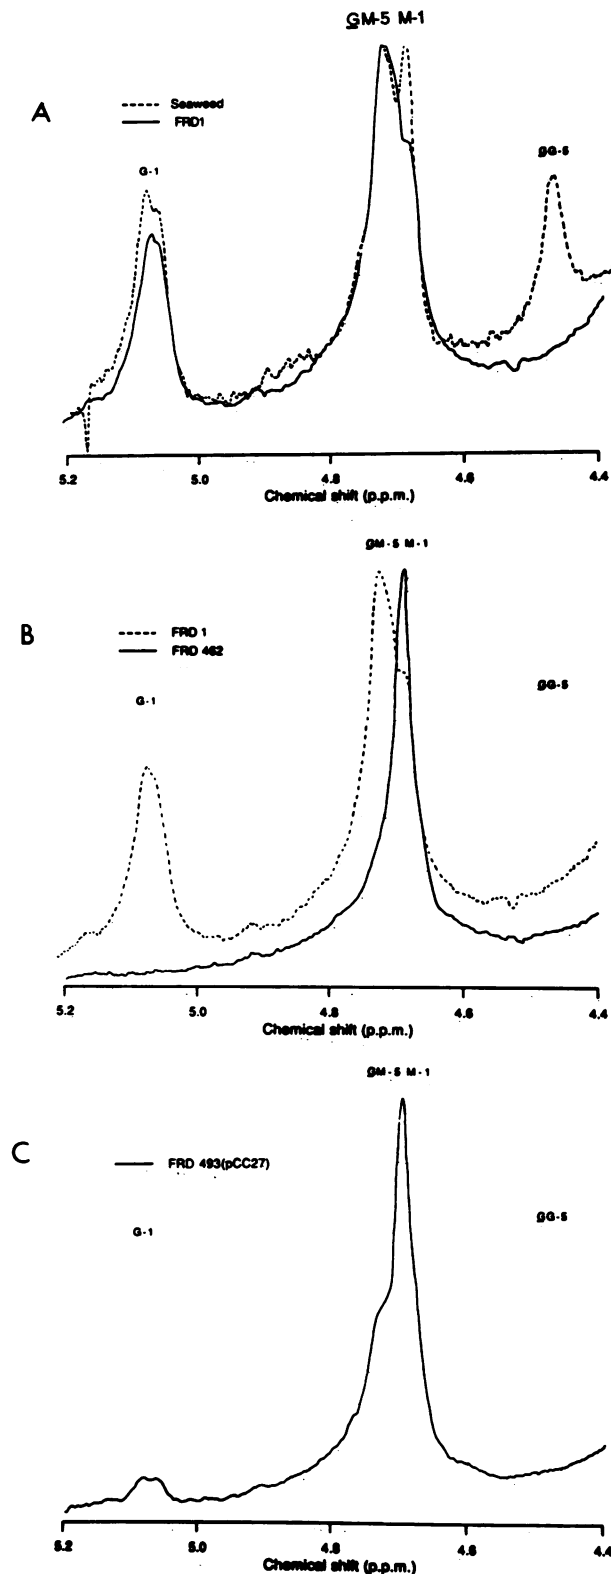 GM-5 M-1
A
Seaweed
FRD1
G-1
GG-5
5.2 5.0 4.8 4.6 4.4
Chemical shift (p.p.m.)
GM-5 M-1
B
FRD 1
FRD 462
G-1
GG-5
5.2 5.0 4.8 4.6 4.4
Chemical shift (p.p.m.)
GM-5 M-1
C
FRD 493(pCC27)
G-1
GG-5
5.2 5.0 4.8 4.6 4.4
Chemical shift (p.p.m.)